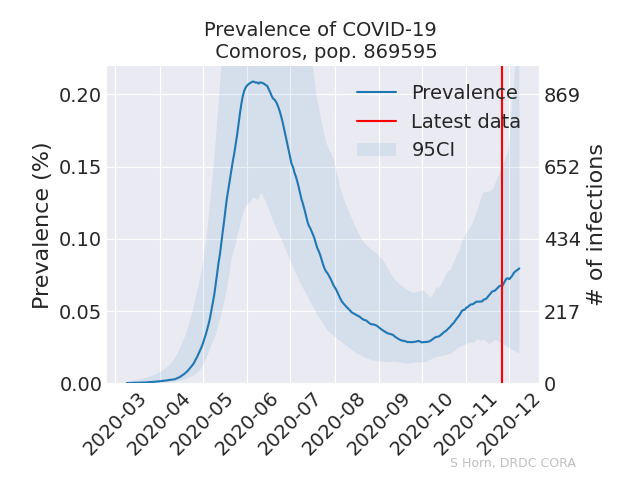 Prevalence of COVID-19
Comoros, pop. 869595
Prevalence
Latest data
95CI
Prevalence (%)
0.20
0.15
0.10
0.05
0.00
869
652
434
217
0
# of infections
2020-03
2020-04
2020-05
2020-06
2020-07
2020-08
2020-09
2020-10
2020-11
2020-12
S Horn, DRDC CORA